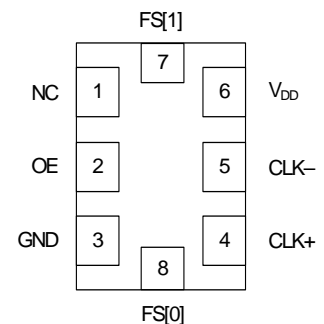 FS[1]
7
NC 1 6 VDD
OE 2 5 CLK–
GND 3 4 CLK+
8
FS[0]